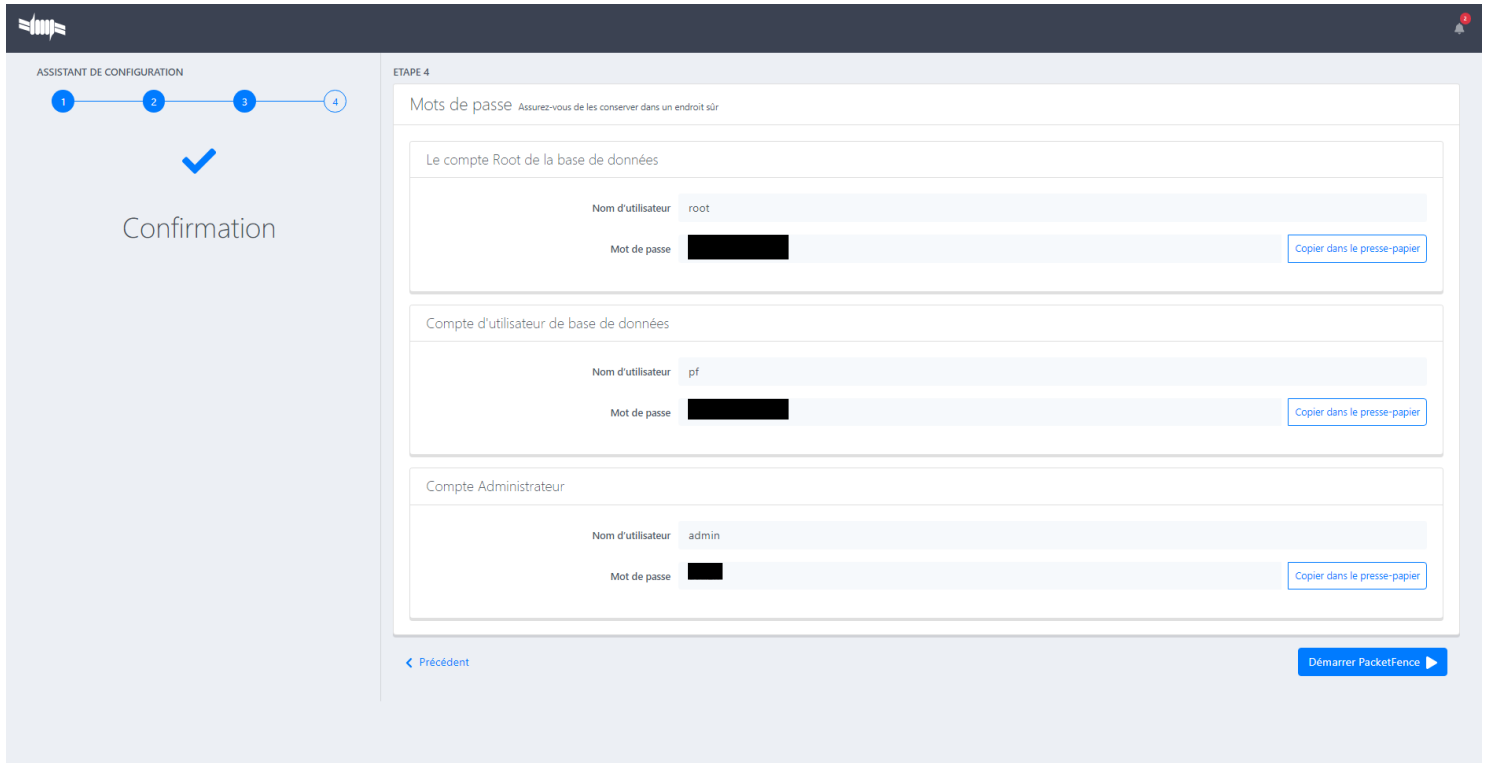 2
ASSISTANT DE CONFIGURATION
1 2 3 4
Confirmation
ETAPE 4
Mots de passe Assurez-vous de les conserver dans un endroit sûr
Le compte Root de la base de données
Nom d'utilisateur root
Mot de passe Copier dans le presse-papier
Compte d'utilisateur de base de données
Nom d'utilisateur pf
Mot de passe Copier dans le presse-papier
Compte Administrateur
Nom d'utilisateur admin
Mot de passe Copier dans le presse-papier
Précédent Démarrer PacketFence